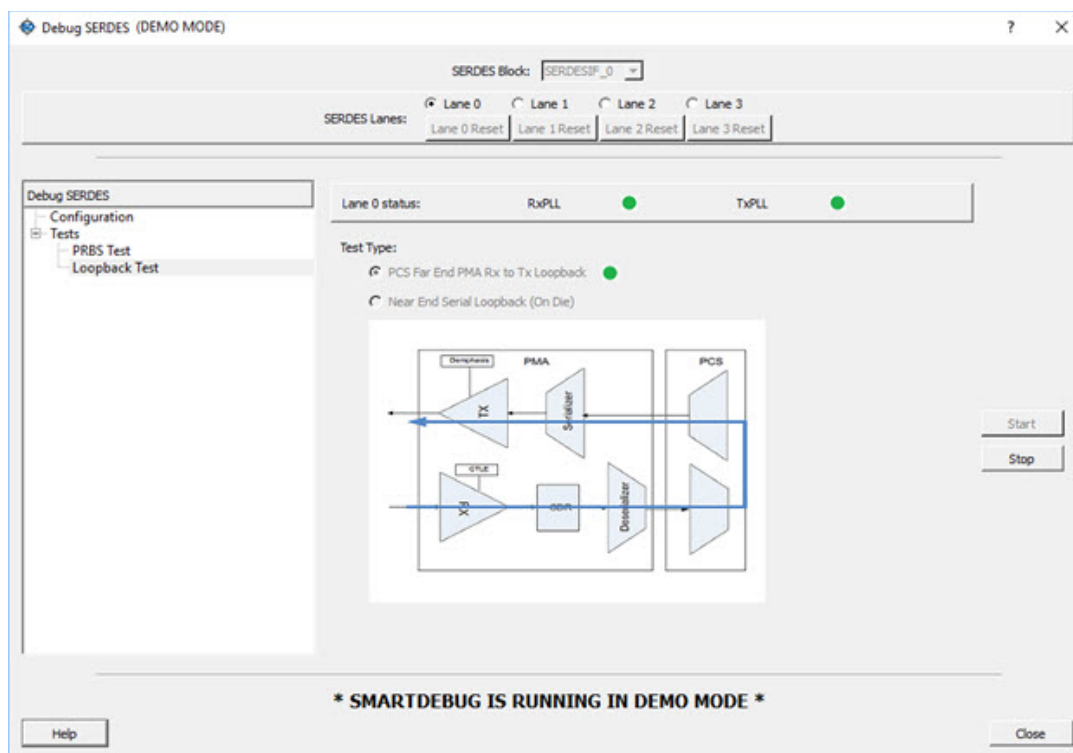 Debug SERDES (DEMO MODE)
SERDES Block: SERDESIF_0
SERDES Lanes:
Lane 0 Lane 1 Lane 2 Lane 3
Lane 0 Reset Lane 1 Reset Lane 2 Reset Lane 3 Reset
Debug SERDES
Configuration
Tests
PRBS Test
Loopback Test
Lane 0 status: RxPLL TxPLL
Test Type:
PCS Far End PMA Rx to Tx Loopback
Near End Serial Loopback (On Die)
PMA PCS
TX
Serializer
CTLE
RX
CDR
Deserializer
Start
Stop
* SMARTDEBUG IS RUNNING IN DEMO MODE *
Help
Close